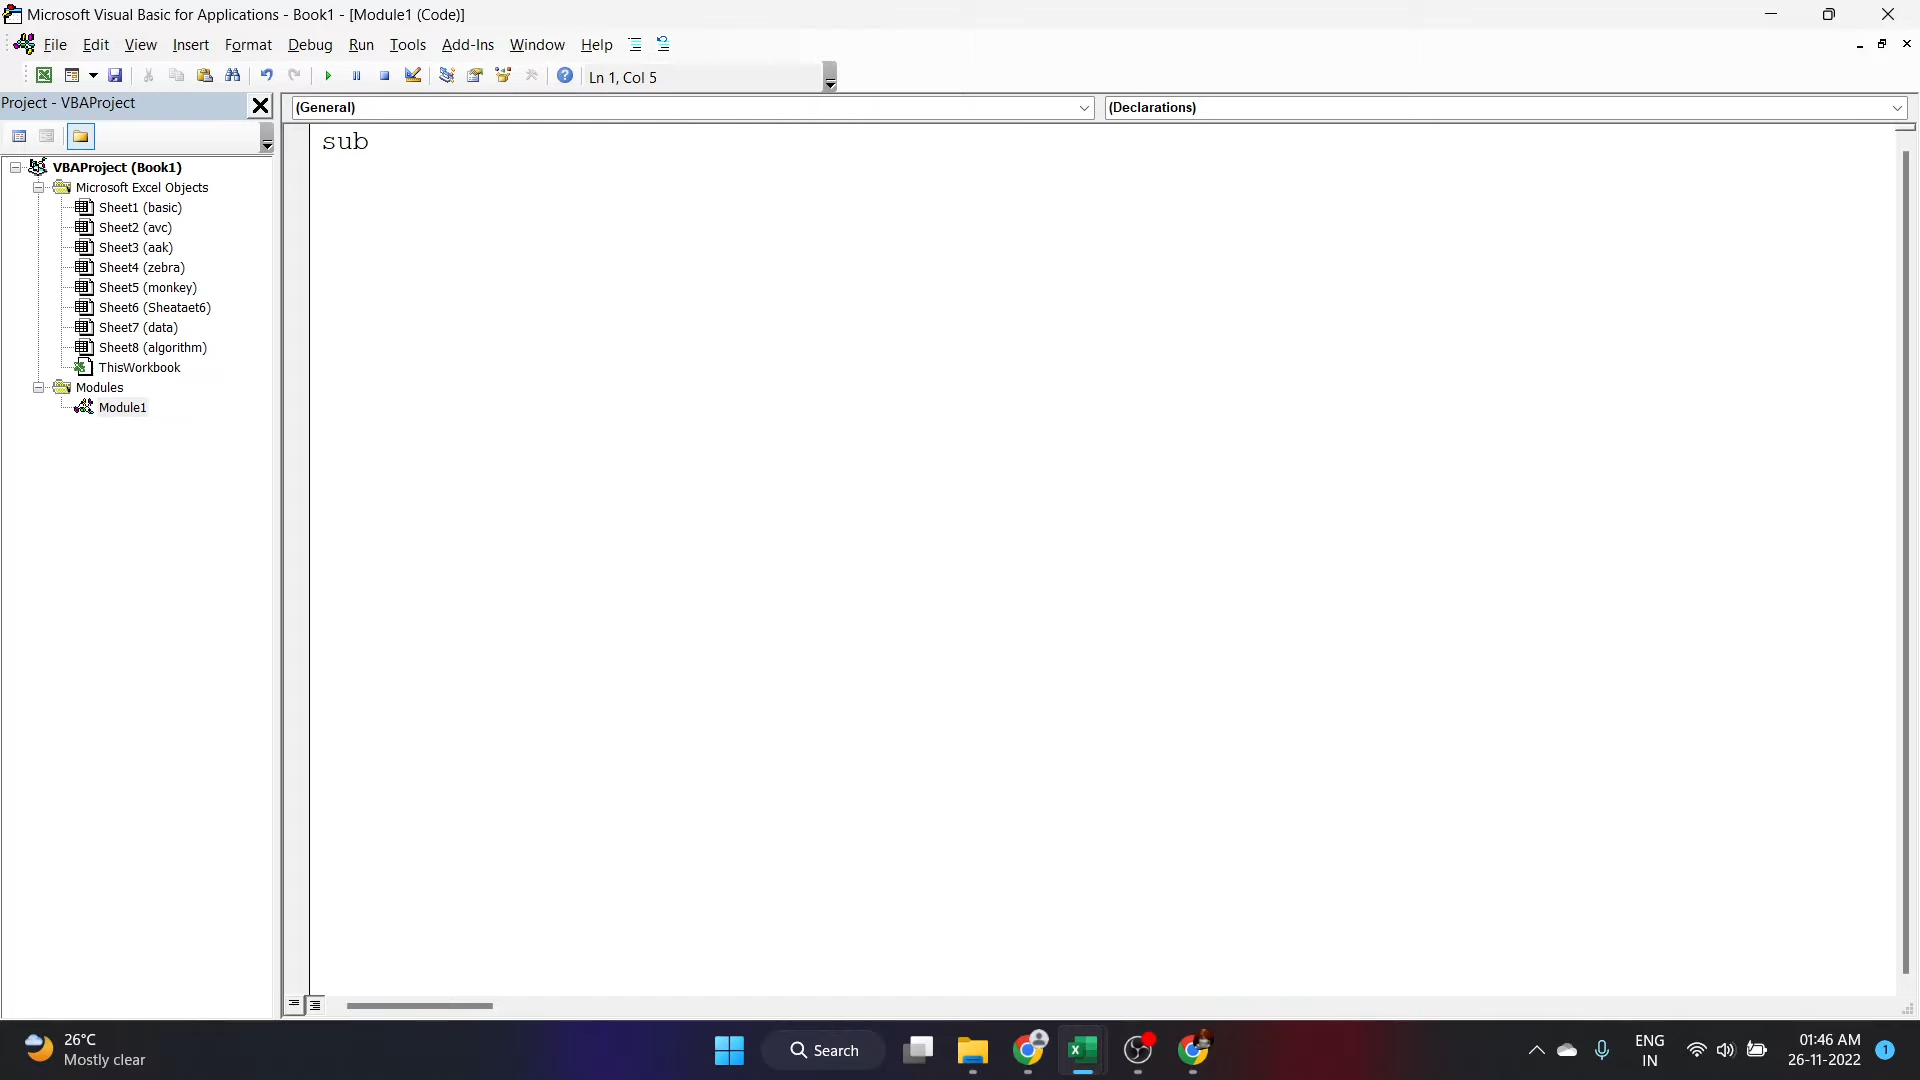 Microsoft Visual Basic for Applications - Book1 - [Module1 (Code)]
File Edit View Insert Format Debug Run Tools Add-Ins Window Help
Ln 1, Col 5
Project - VBAProject
(General)
(Declarations)
sub
VBAProject (Book1)
Microsoft Excel Objects
Sheet1 (basic)
Sheet2 (avc)
Sheet3 (aak)
Sheet4 (zebra)
Sheet5 (monkey)
Sheet6 (Sheataet6)
Sheet7 (data)
Sheet8 (algorithm)
ThisWorkbook
Modules
Module1
26°C
Mostly clear
Search
ENG
IN
01:46 AM
26-11-2022
1